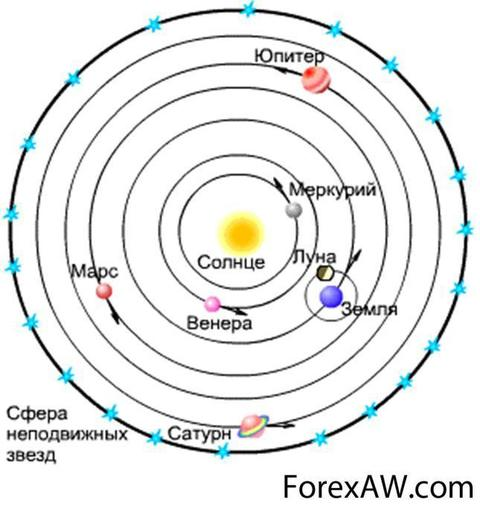 Юпитер
Меркурий
Солнце
Луна
Марс
Земля
Венера
Сфера
неподвижных
звезд
Сатурн
ForexAW.com